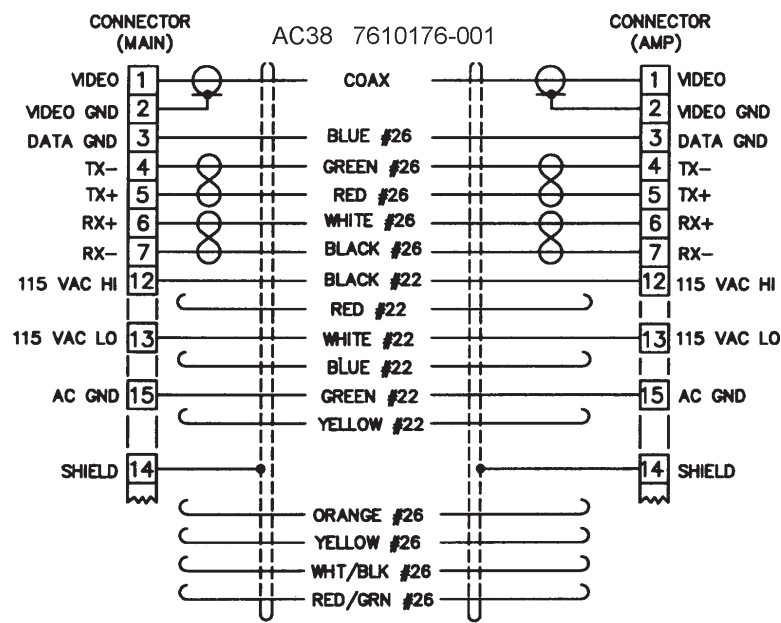 CONNECTOR (MAIN) AC38 7610176-001 CONNECTOR (AMP)
VIDEO 1 COAX 1 VIDEO
VIDEO GND 2 2 VIDEO GND
DATA GND 3 BLUE #26 3 DATA GND
TX- 4 GREEN #26 4 TX-
TX+ 5 RED #26 5 TX+
RX+ 6 WHITE #26 6 RX+
RX- 7 BLACK #26 7 RX-
115 VAC HI 12 BLACK #22 12 115 VAC HI
RED #22
115 VAC LO 13 WHITE #22 13 115 VAC LO
BLUE #22
AC GND 15 GREEN #22 15 AC GND
YELLOW #22
SHIELD 14 14 SHIELD
ORANGE #26
YELLOW #26
WHT/BLK #26
RED/GRN #26